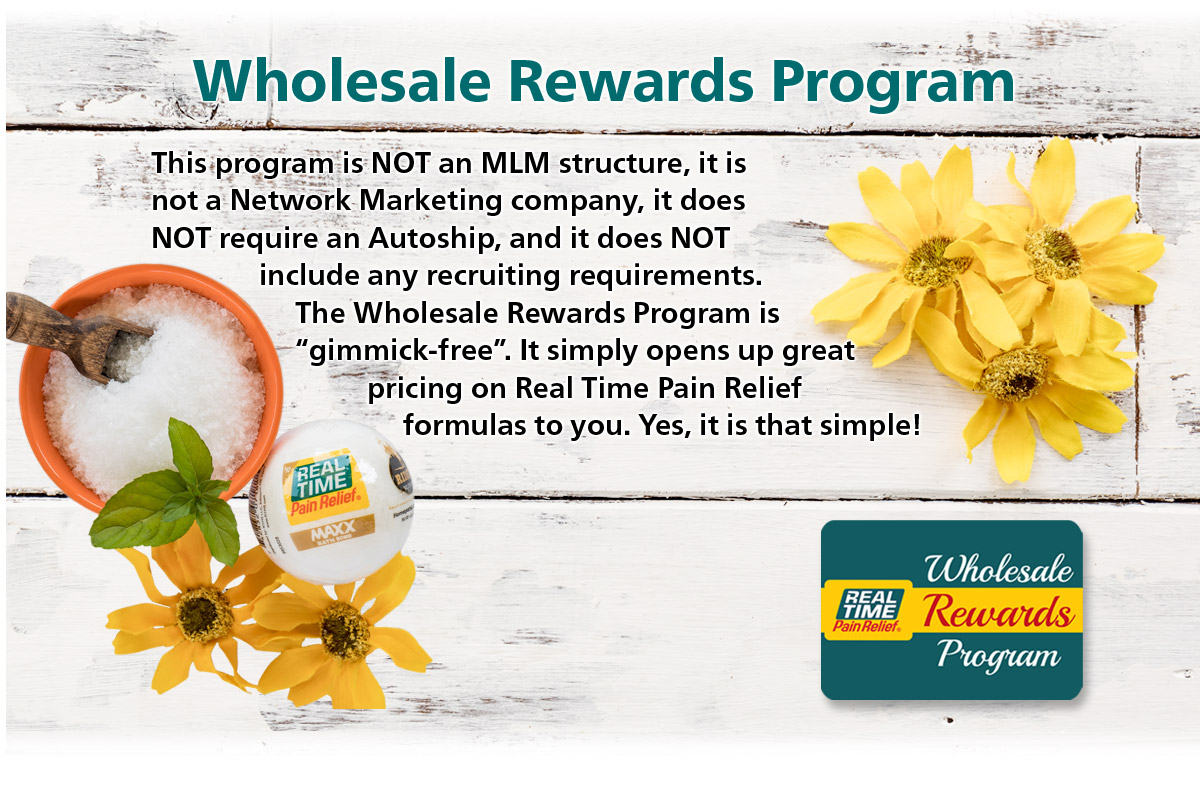 Wholesale Rewards Program
This program is NOT an MLM structure, it is
not a Network Marketing company, it does
NOT require an Autoship, and it does NOT
include any recruiting requirements.
The Wholesale Rewards Program is
“gimmick-free”. It simply opens up great
pricing on Real Time Pain Relief
formulas to you. Yes, it is that simple!
REAL
TIME
Pain Relief®
MAXX
BATH BOMB
Wholesale
REAL
TIME
Pain Relief®
Rewards
Program